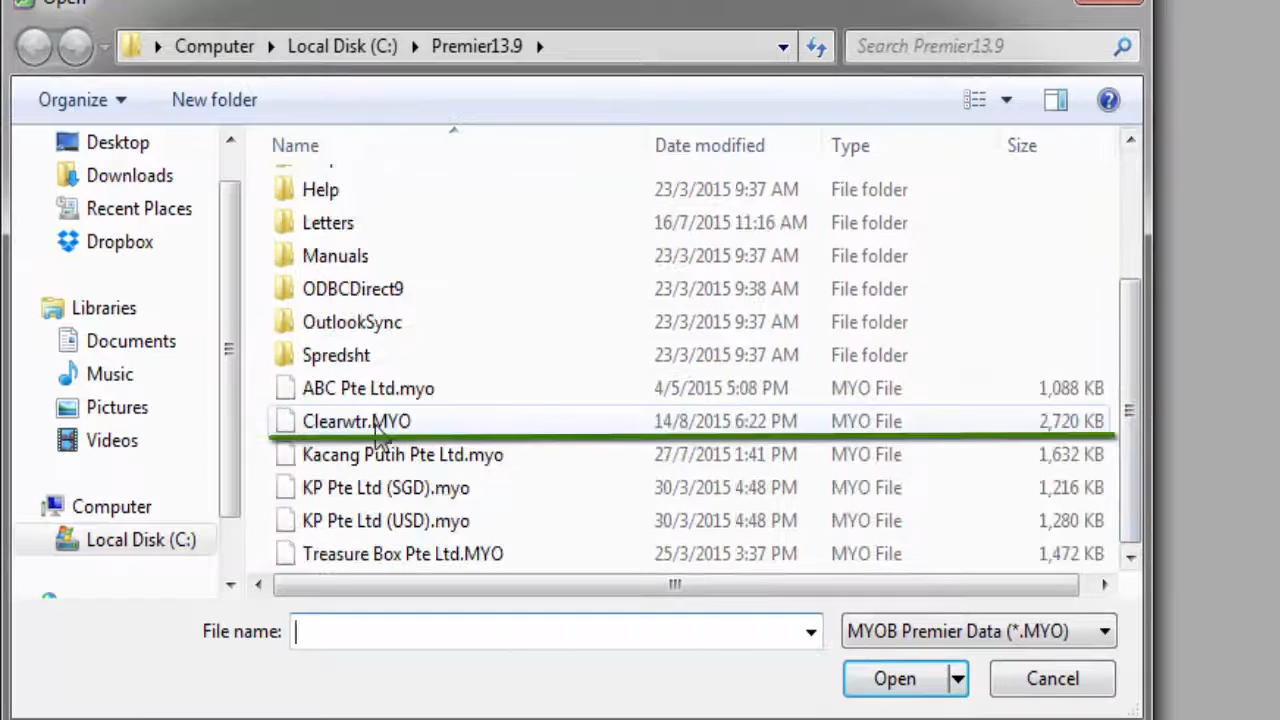 Open
Computer Local Disk (C:) Premier13.9 Search Premier13.9
Organize New folder
Name Date modified Type Size
Desktop
Downloads
Recent Places
Dropbox
Libraries
Documents
Music
Pictures
Videos
Computer
Local Disk (C:)
Help 23/3/2015 9:37 AM File folder
Letters 16/7/2015 11:16 AM File folder
Manuals 23/3/2015 9:37 AM File folder
ODBCDirect9 23/3/2015 9:38 AM File folder
OutlookSync 23/3/2015 9:37 AM File folder
Spredsht 23/3/2015 9:37 AM File folder
ABC Pte Ltd.myo 4/5/2015 5:08 PM MYO File 1,088 KB
Clearwtr.MYO 14/8/2015 6:22 PM MYO File 2,720 KB
Kacang Putih Pte Ltd.myo 27/7/2015 1:41 PM MYO File 1,632 KB
KP Pte Ltd (SGD).myo 30/3/2015 4:48 PM MYO File 1,216 KB
KP Pte Ltd (USD).myo 30/3/2015 4:48 PM MYO File 1,280 KB
Treasure Box Pte Ltd.MYO 25/3/2015 3:37 PM MYO File 1,472 KB
File name: MYOB Premier Data (*.MYO)
Open Cancel